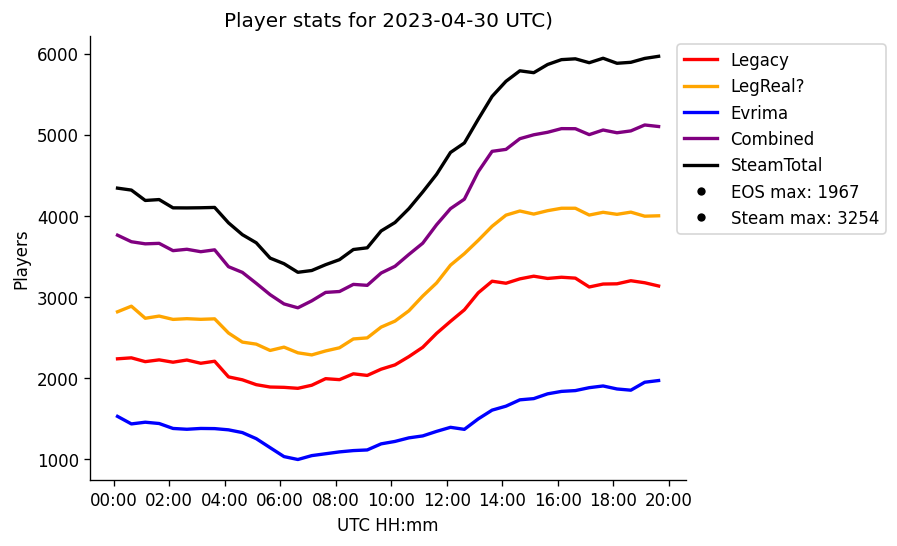 Player stats for 2023-04-30 UTC)
Players
6000
5000
4000
3000
2000
1000
00:00 02:00 04:00 06:00 08:00 10:00 12:00 14:00 16:00 18:00 20:00
UTC HH:mm
Legacy
LegReal?
Evrima
Combined
SteamTotal
EOS max: 1967
Steam max: 3254